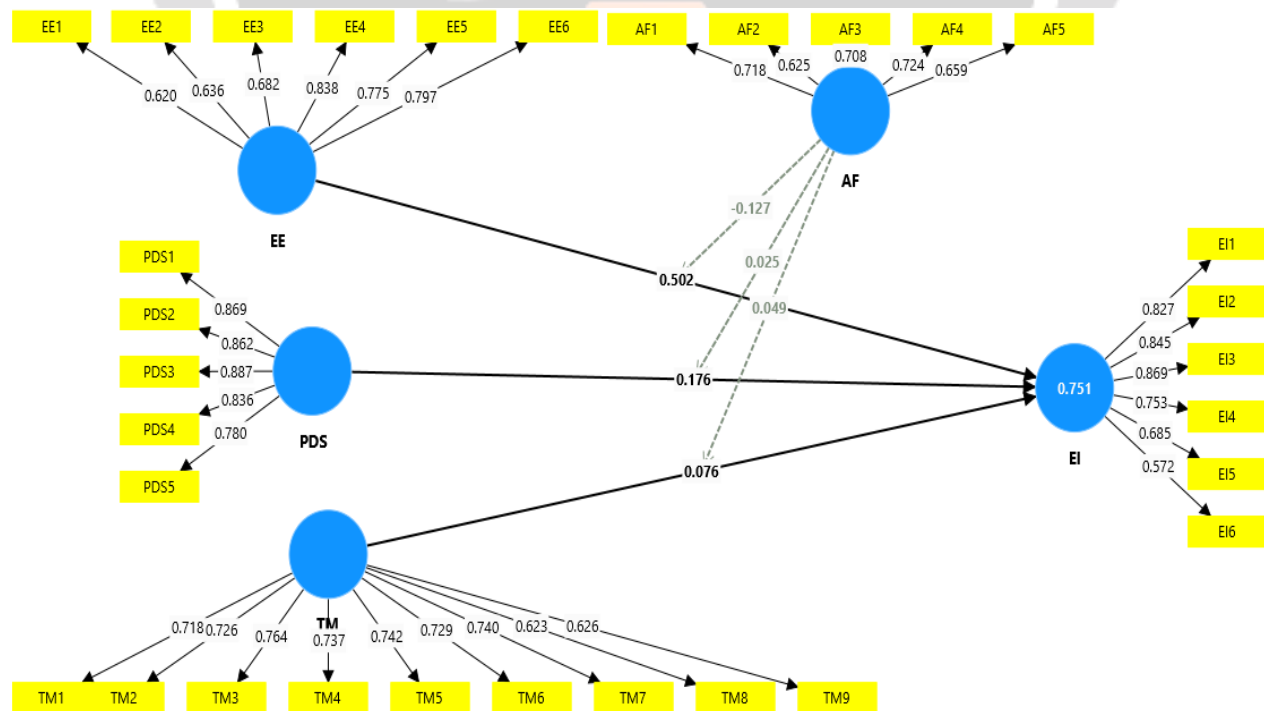 EE1 EE2 EE3 EE4 EE5 EE6 AF1 AF2 AF3 AF4 AF5
0.620 0.636 0.682 0.838 0.775 0.797 0.718 0.625 0.708 0.724 0.659
EE
AF
-0.127
0.025
0.049
0.502
0.176
0.076
PDS1
PDS2
PDS3
PDS4
PDS5
0.869
0.862
0.887
0.836
0.780
PDS
0.751
EI
0.827
0.845
0.869
0.753
0.685
0.572
EI1
EI2
EI3
EI4
EI5
EI6
TM
0.718 0.726 0.764 0.737 0.742 0.729 0.740 0.623 0.626
TM1 TM2 TM3 TM4 TM5 TM6 TM7 TM8 TM9